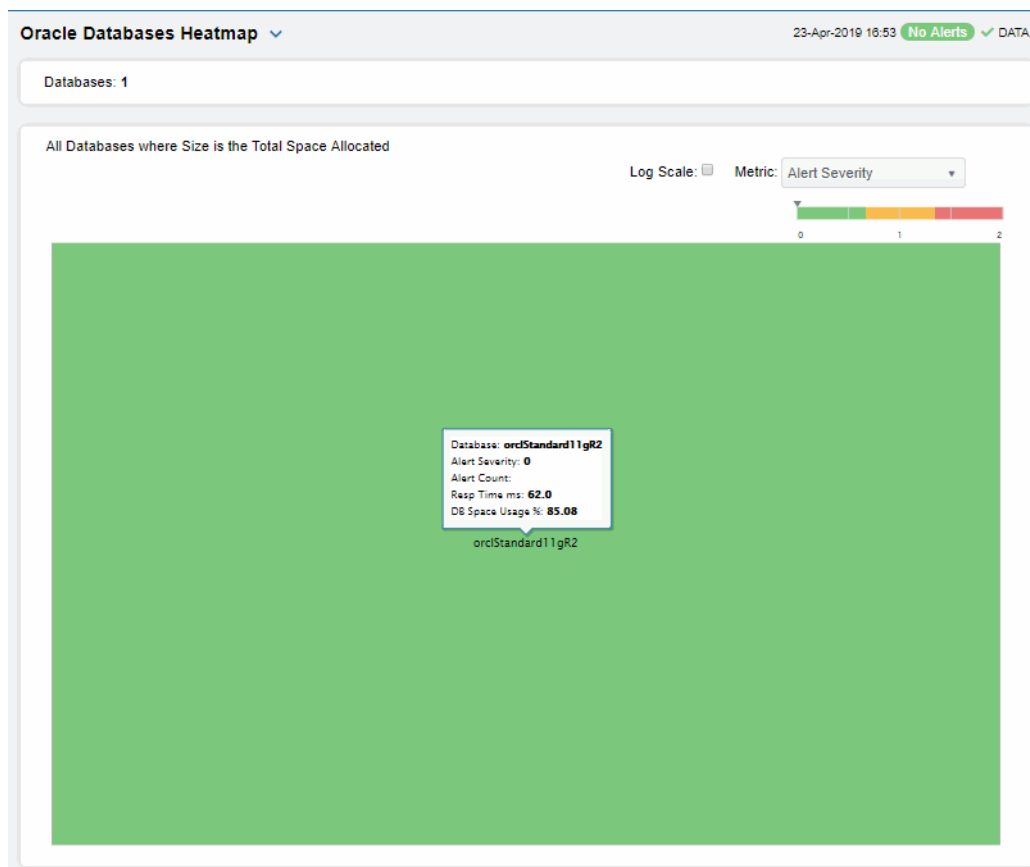 Oracle Databases Heatmap
23-Apr-2019 16:53 No Alerts DATA
Databases: 1
All Databases where Size is the Total Space Allocated
Log Scale: Metric: Alert Severity
0 1 2
Database: orclStandard11gR2
Alert Severity: 0
Alert Count:
Resp Time ms: 62.0
DB Space Usage %: 85.08
orclStandard11gR2